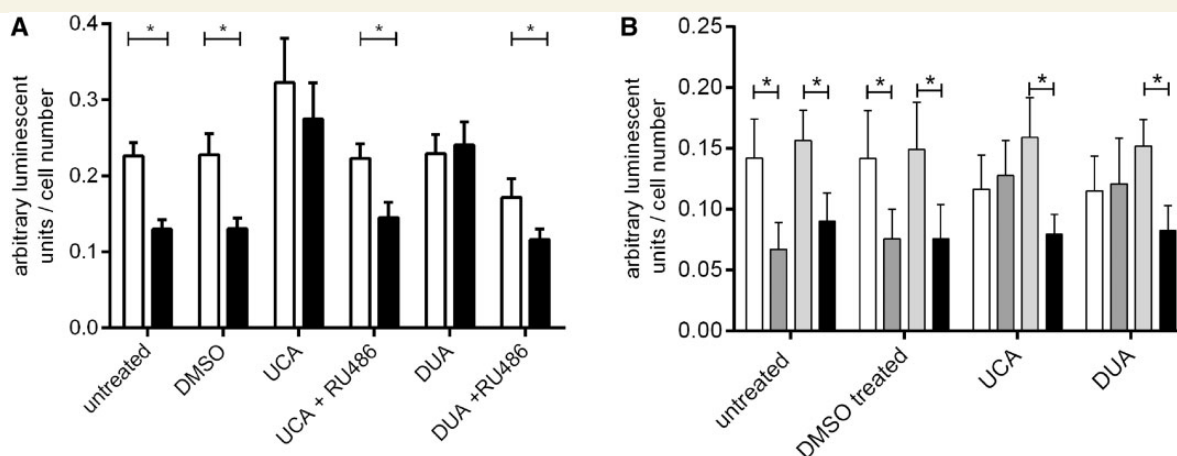 A
arbitrary luminescent
units / cell number
0.4
0.3
0.2
0.1
0.0
* * * *
untreated
DMSO
UCA
UCA + RU486
DUA
DUA +RU486
B
arbitrary luminescent
units / cell number
0.25
0.20
0.15
0.10
0.05
0.00
* * * * * *
untreated
DMSO treated
UCA
DUA